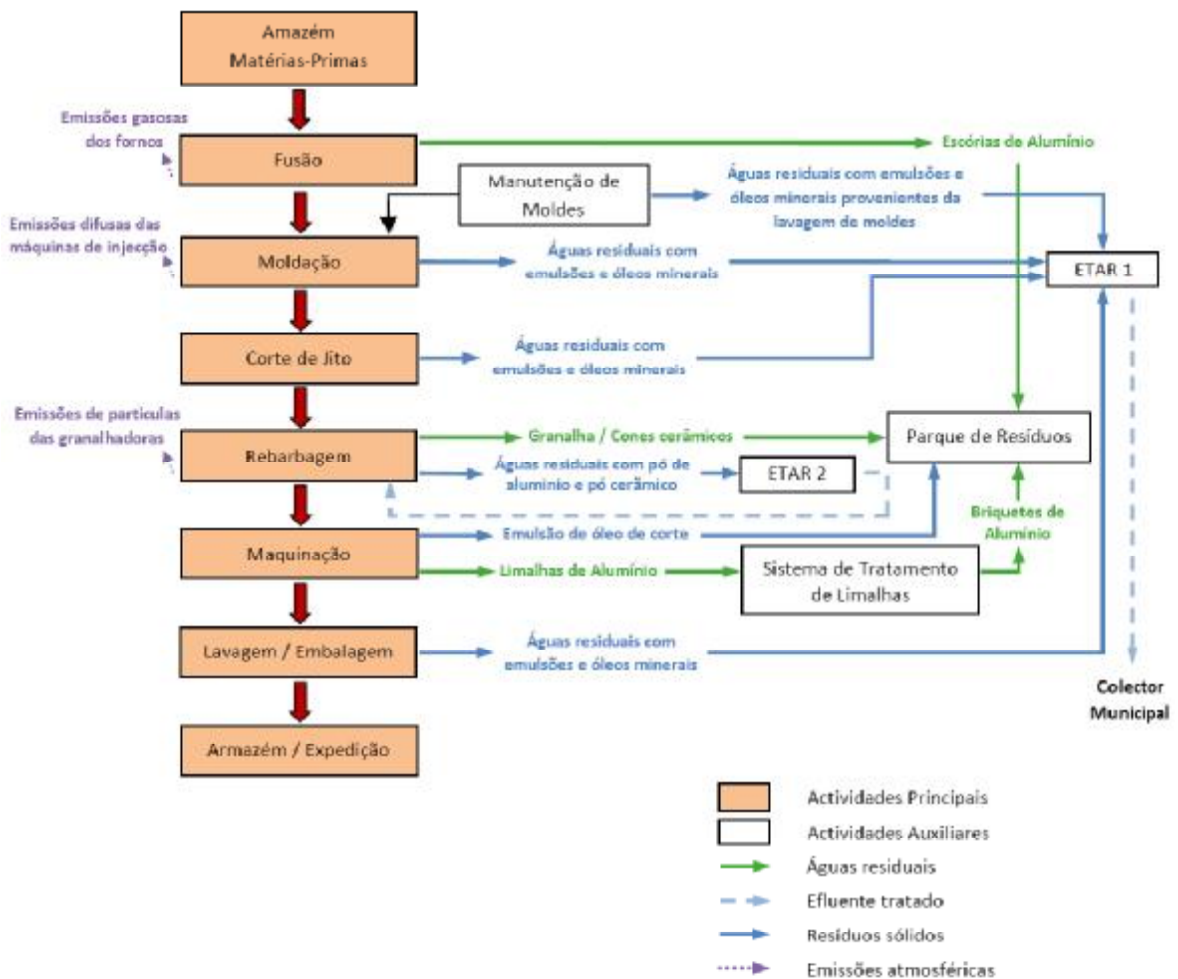 Armazém
Matérias-Primas
Emissões gasosas
dos fornos
Fusão
Escórias de Alumínio
Manutenção de
Moldes
Águas residuais com emulsões e
óleos minerais provenientes da
lavagem de moldes
Emissões difusas das
máquinas de injecção
Moldação
Águas residuais com
emulsões e óleos minerais
ETAR 1
Corte de Jito
Águas residuais com
emulsões e óleos minerais
Emissões de partículas
das granalhadoras
Rebarbagem
Granalha / Cones cerâmicos
Parque de Resíduos
Águas residuais com pó de
alumínio e pó cerâmico
ETAR 2
Briquetes de
Alumínio
Maquinação
Emulsão de óleo de corte
Limalhas de Alumínio
Sistema de Tratamento
de Limalhas
Lavagem / Embalagem
Águas residuais com
emulsões e óleos minerais
Colector
Municipal
Armazém / Expedição
Actividades Principais
Actividades Auxiliares
Águas residuais
Efluente tratado
Resíduos sólidos
Emissões atmosféricas